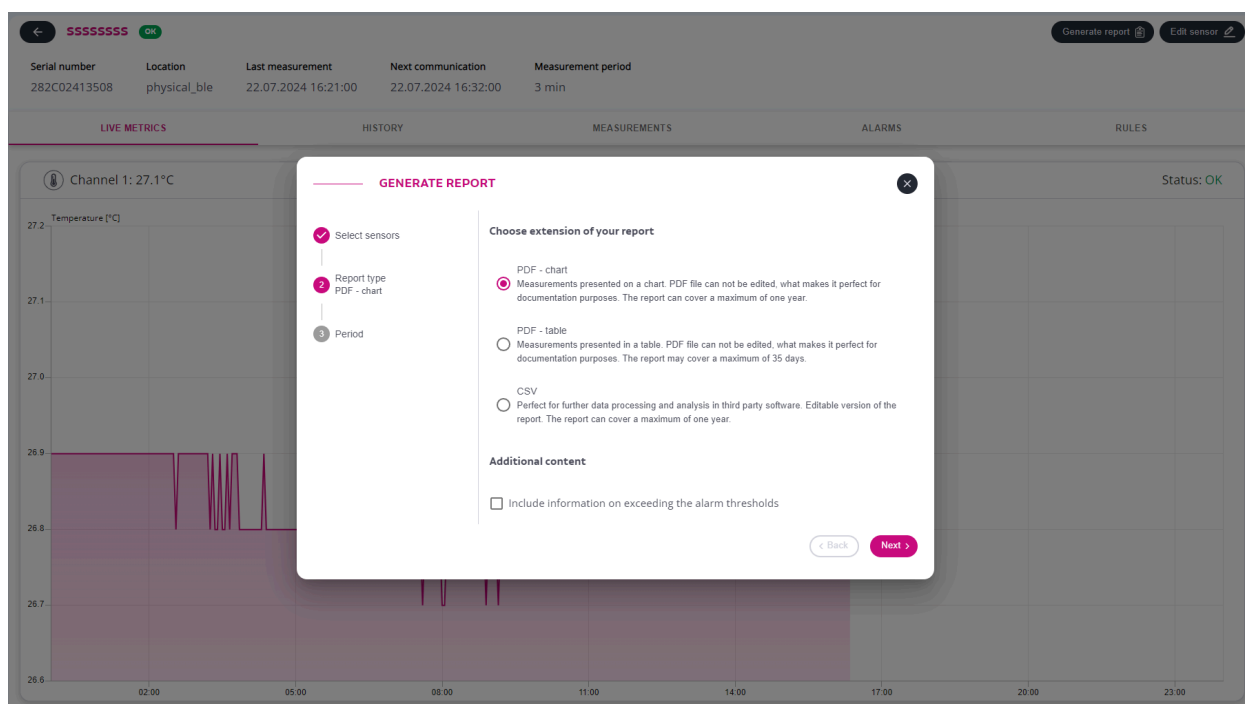 ssssssss OK
Generate report Edit sensor
Serial number Location Last measurement Next communication Measurement period
282C02413508 physical_ble 22.07.2024 16:21:00 22.07.2024 16:32:00 3 min
LIVE METRICS HISTORY MEASUREMENTS ALARMS RULES
Channel 1: 27.1°C
Status: OK
Temperature [°C]
27.2
27.1
27.0
26.9
26.8
26.7
26.6
02:00 05:00 08:00 11:00 14:00 17:00 20:00 23:00
GENERATE REPORT
Select sensors
2 Report type
PDF - chart
3 Period
Choose extension of your report
PDF - chart
Measurements presented on a chart. PDF file can not be edited, what makes it perfect for
documentation purposes. The report can cover a maximum of one year.
PDF - table
Measurements presented in a table. PDF file can not be edited, what makes it perfect for
documentation purposes. The report may cover a maximum of 35 days.
CSV
Perfect for further data processing and analysis in third party software. Editable version of the
report. The report can cover a maximum of one year.
Additional content
Include information on exceeding the alarm thresholds
< Back Next >